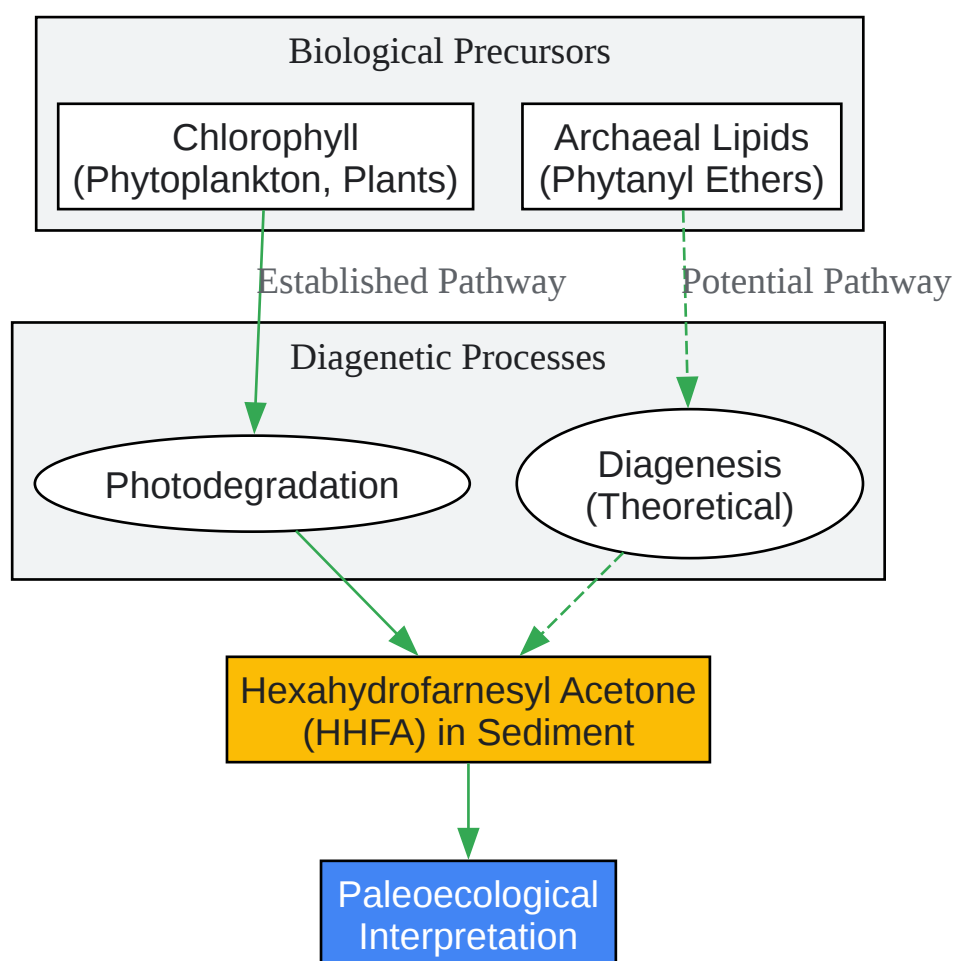 Biological Precursors
Chlorophyll
(Phytoplankton, Plants)
Archaeal Lipids
(Phytanyl Ethers)
Established Pathway
Potential Pathway
Diagenetic Processes
Photodegradation
Diagenesis
(Theoretical)
Hexahydrofarnesyl Acetone
(HHFA) in Sediment
Paleoecological
Interpretation